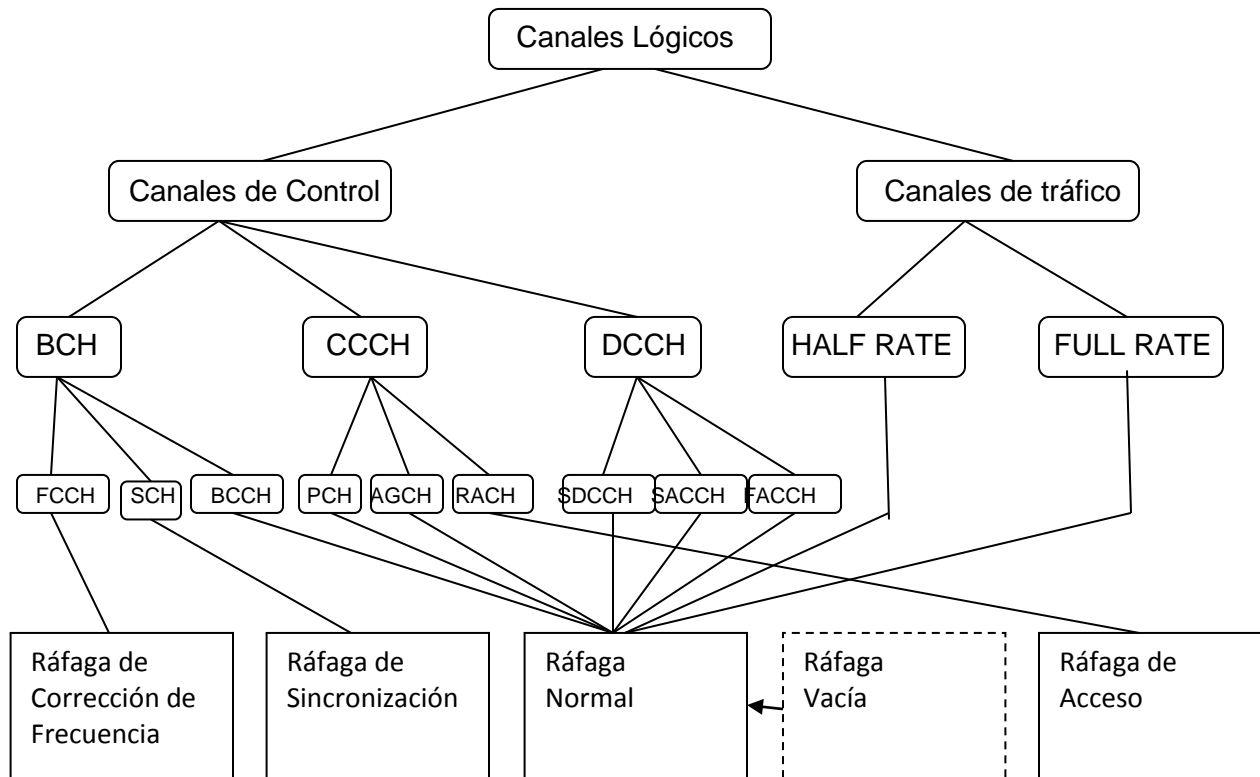 Canales Lógicos
Canales de Control
Canales de tráfico
BCH
CCCH
DCCH
HALF RATE
FULL RATE
FCCH
SCH
BCCH
PCH
AGCH
RACH
SDCCH
SACCH
FACCH
Ráfaga de
Corrección de
Frecuencia
Ráfaga de
Sincronización
Ráfaga
Normal
Ráfaga
Vacía
Ráfaga de
Acceso